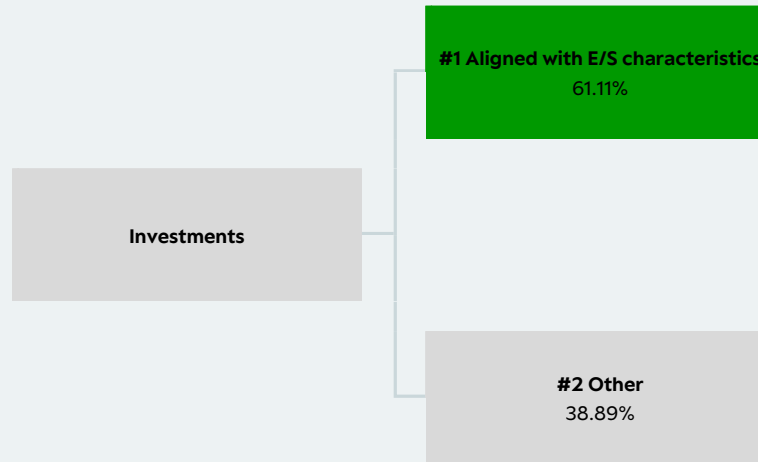 #1 Aligned with E/S characteristics
61.11%
Investments
#2 Other
38.89%